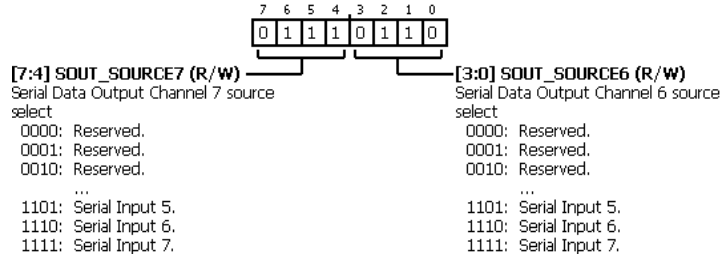 7 6 5 4 3 2 1 0
0 1 1 1 0 1 1 0
[7:4] SOUT_SOURCE7 (R/W)
Serial Data Output Channel 7 source
select
0000: Reserved.
0001: Reserved.
0010: Reserved.
...
1101: Serial Input 5.
1110: Serial Input 6.
1111: Serial Input 7.
[3:0] SOUT_SOURCE6 (R/W)
Serial Data Output Channel 6 source
select
0000: Reserved.
0001: Reserved.
0010: Reserved.
...
1101: Serial Input 5.
1110: Serial Input 6.
1111: Serial Input 7.